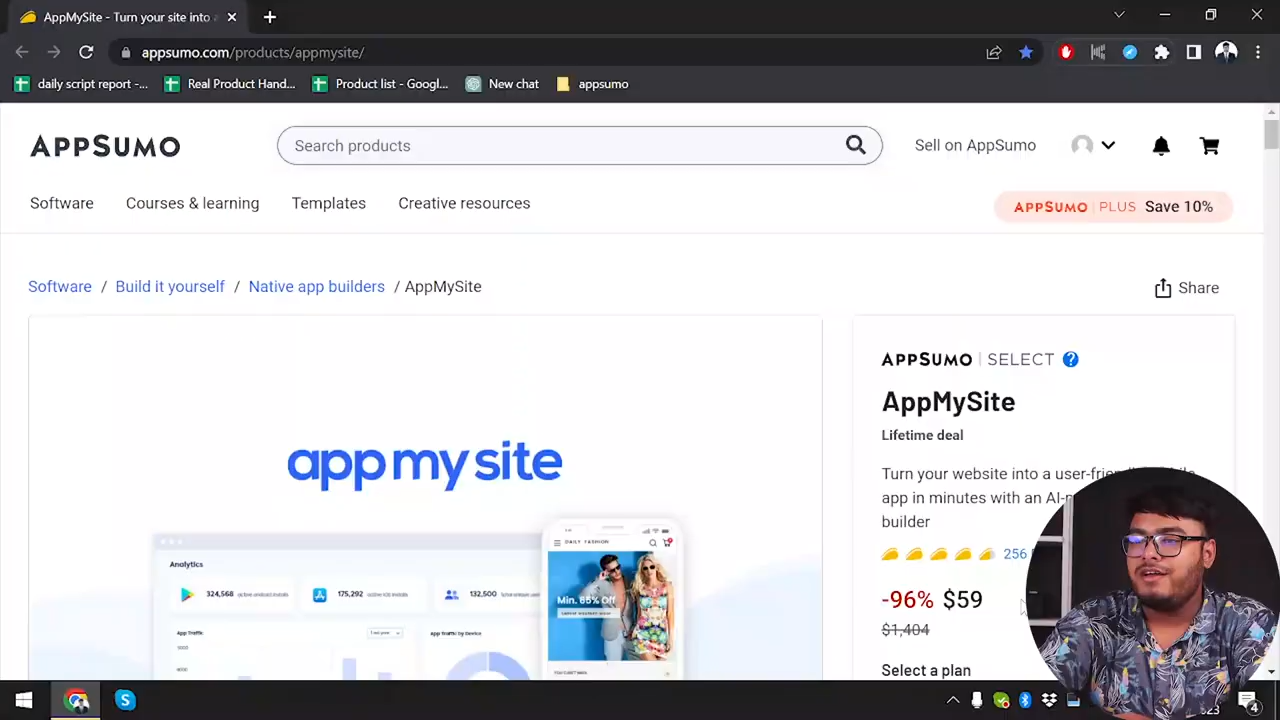 AppMySite - Turn your site into a
appsumo.com/products/appmysite/
daily script report -...
Real Product Hand...
Product list - Googl...
New chat
appsumo
APPSUMO
Search products
Sell on AppSumo
Software
Courses & learning
Templates
Creative resources
APPSUMO | PLUS Save 10%
Software / Build it yourself / Native app builders / AppMySite
Share
APPSUMO | SELECT ?
AppMySite
Lifetime deal
Turn your website into a
app in minutes with an
builder
256
-96% $59
$1,404
Select a plan
app my site
DAILY FASHION
Analytics
324,568
175,292
132,500
Min. 65% Off
App Traffic
App Traffic by Device